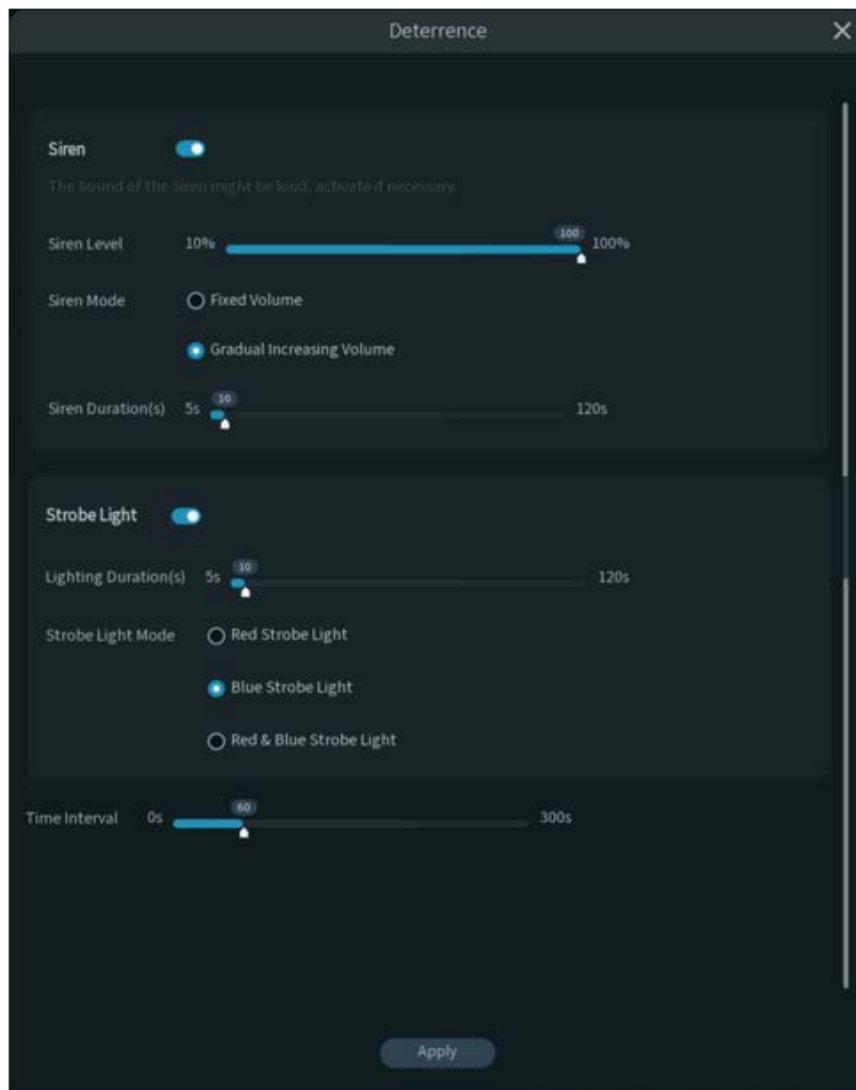 Deterrence
Siren
The Sound of the Siren might be loud, activate if necessary.
Siren Level 10% 100 100%
Siren Mode Fixed Volume
Gradual Increasing Volume
Siren Duration(s) 5s 10 120s
Strobe Light
Lighting Duration(s) 5s 10 120s
Strobe Light Mode Red Strobe Light
Blue Strobe Light
Red & Blue Strobe Light
Time Interval 0s 60 300s
Apply